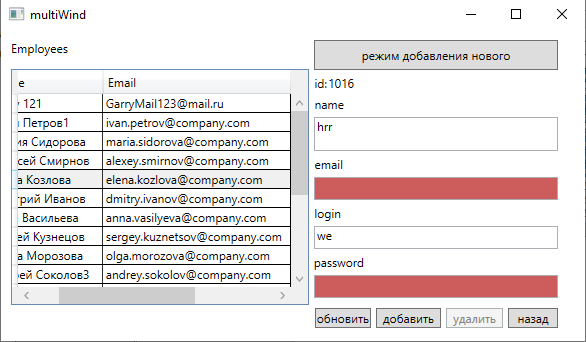 multiWind
Employees
режим добавления нового
id:1016
e Email
name
121 GarryMail123@mail.ru
hrr
Петров1 ivan.petrov@company.com
ия Сидорова maria.sidorova@company.com
email
сей Смирнов alexey.smirnov@company.com
а Козлова elena.kozlova@company.com
трий Иванов dmitry.ivanov@company.com
login
Васильева anna.vasilyeva@company.com
we
ей Кузнецов sergey.kuznetsov@company.com
а Морозова olga.morozova@company.com
password
ей Соколов3 andrey.sokolov@company.com
обновить добавить удалить назад